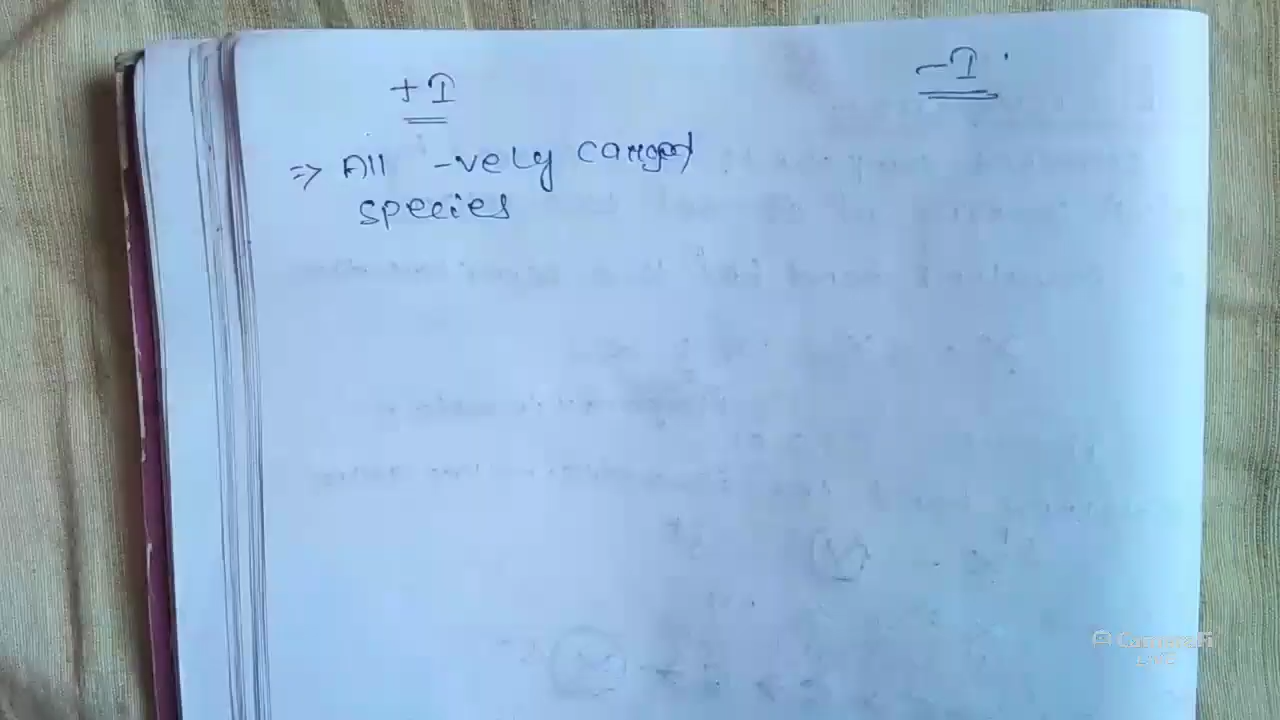 +I
-I
⇒ All -vely carged
species